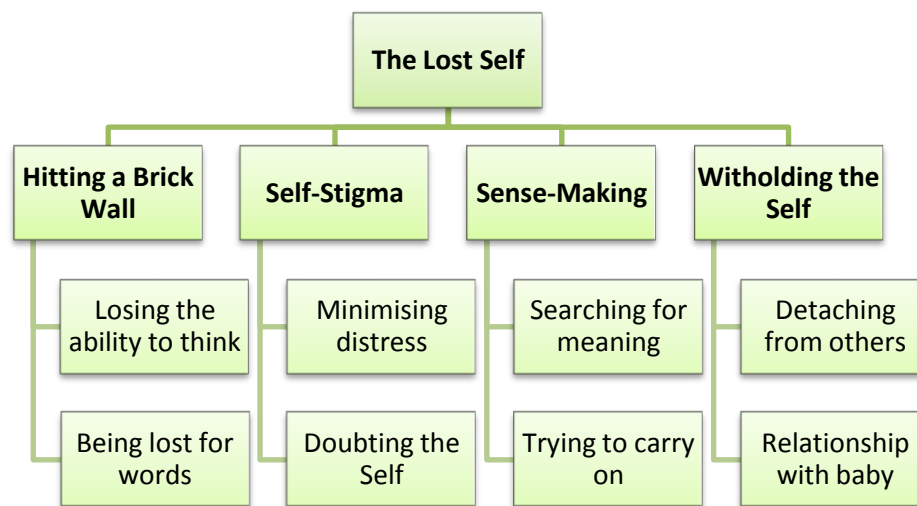 The Lost
Self
Hitting a Brick
Wall
Losing the
ability to think
Being lost for
words
Self-Stigma
Minimising
distress
Doubting the
Self
Sense-Making
Searching for
meaning
Trying to carry
on
Witholding the
Self
Detaching
from others
Relationship
with baby